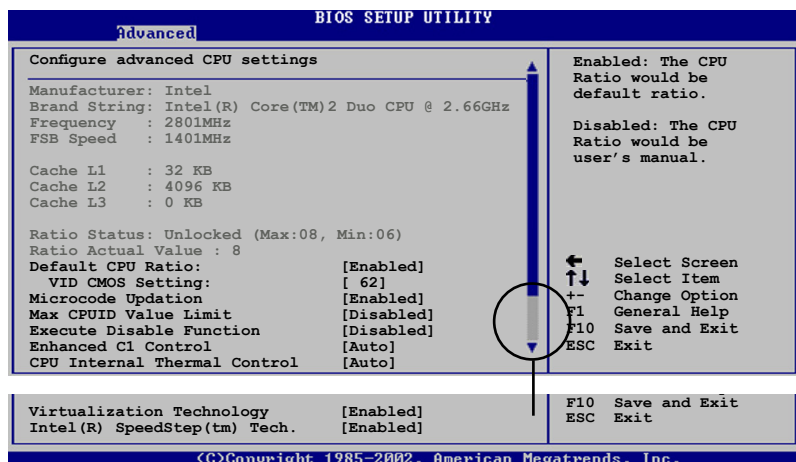 BIOS SETUP UTILITY
Advanced
Configure advanced CPU settings
Manufacturer: Intel
Brand String: Intel(R) Core(TM)2 Duo CPU @ 2.66GHz
Frequency : 2801MHz
FSB Speed : 1401MHz
Cache L1 : 32 KB
Cache L2 : 4096 KB
Cache L3 : 0 KB
Ratio Status: Unlocked (Max:08, Min:06)
Ratio Actual Value : 8
Default CPU Ratio: [Enabled]
VID CMOS Setting: [ 62]
Microcode Updation [Enabled]
Max CPUID Value Limit [Disabled]
Execute Disable Function [Disabled]
Enhanced C1 Control [Auto]
CPU Internal Thermal Control [Auto]
Enabled: The CPU
Ratio would be
default ratio.
Disabled: The CPU
Ratio would be
user's manual.
← Select Screen
↑↓ Select Item
+- Change Option
F1 General Help
F10 Save and Exit
ESC Exit
Virtualization Technology [Enabled]
Intel(R) SpeedStep(tm) Tech. [Enabled]
F10 Save and Exit
ESC Exit
(C)Copyright 1985-2002, American Megatrends, Inc.